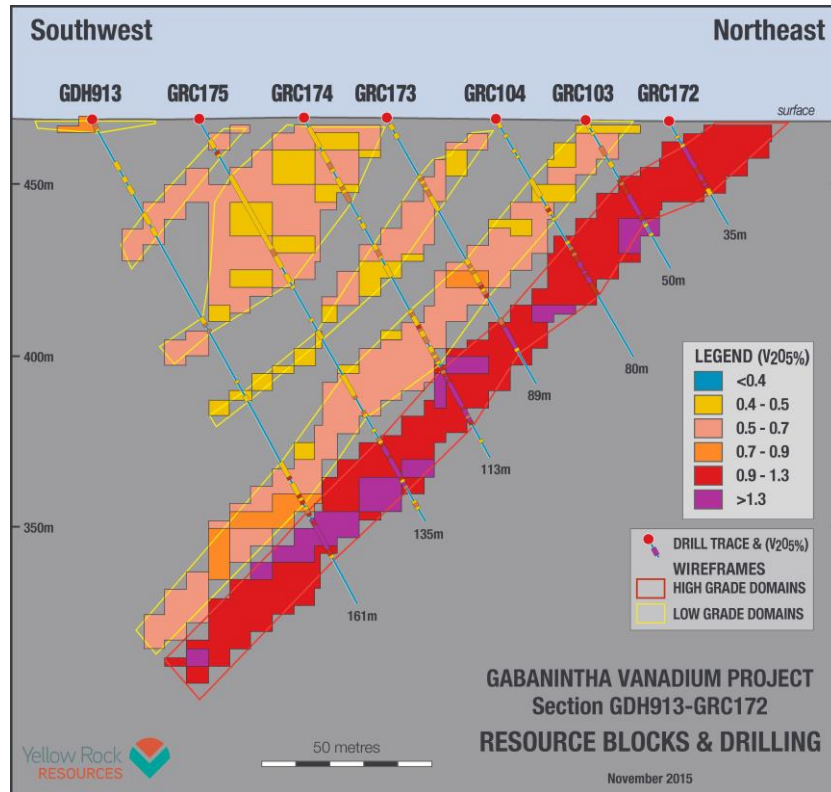 Southwest
Northeast
GDH913
GRC175
GRC174
GRC173
GRC104
GRC103
GRC172
surface
450m
400m
350m
35m
50m
80m
89m
113m
135m
161m
LEGEND (V2O5%)
<0.4
0.4 - 0.5
0.5 - 0.7
0.7 - 0.9
0.9 - 1.3
>1.3
DRILL TRACE & (V2O5%)
WIREFRAMES
HIGH GRADE DOMAINS
LOW GRADE DOMAINS
GABANINTHA VANADIUM PROJECT
Section GDH913-GRC172
RESOURCE BLOCKS & DRILLING
November 2015
50 metres
Yellow Rock
RESOURCES